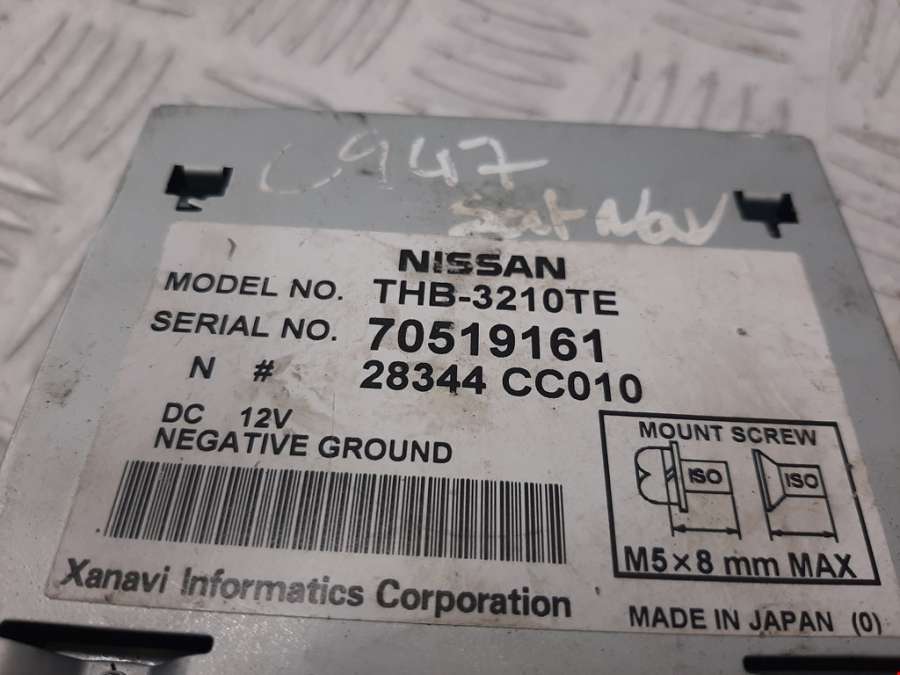 C947
Sat Nav
NISSAN
MODEL NO. THB-3210TE
SERIAL NO. 70519161
N # 28344 CC010
DC 12V
NEGATIVE GROUND
MOUNT SCREW
ISO ISO
M5×8 mm MAX
Xanavi Informatics Corporation
MADE IN JAPAN (0)